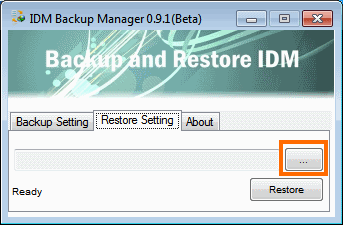 IDM Backup Manager 0.9.1(Beta)
Backup and Restore IDM
Backup Setting Restore Setting About
...
Ready Restore